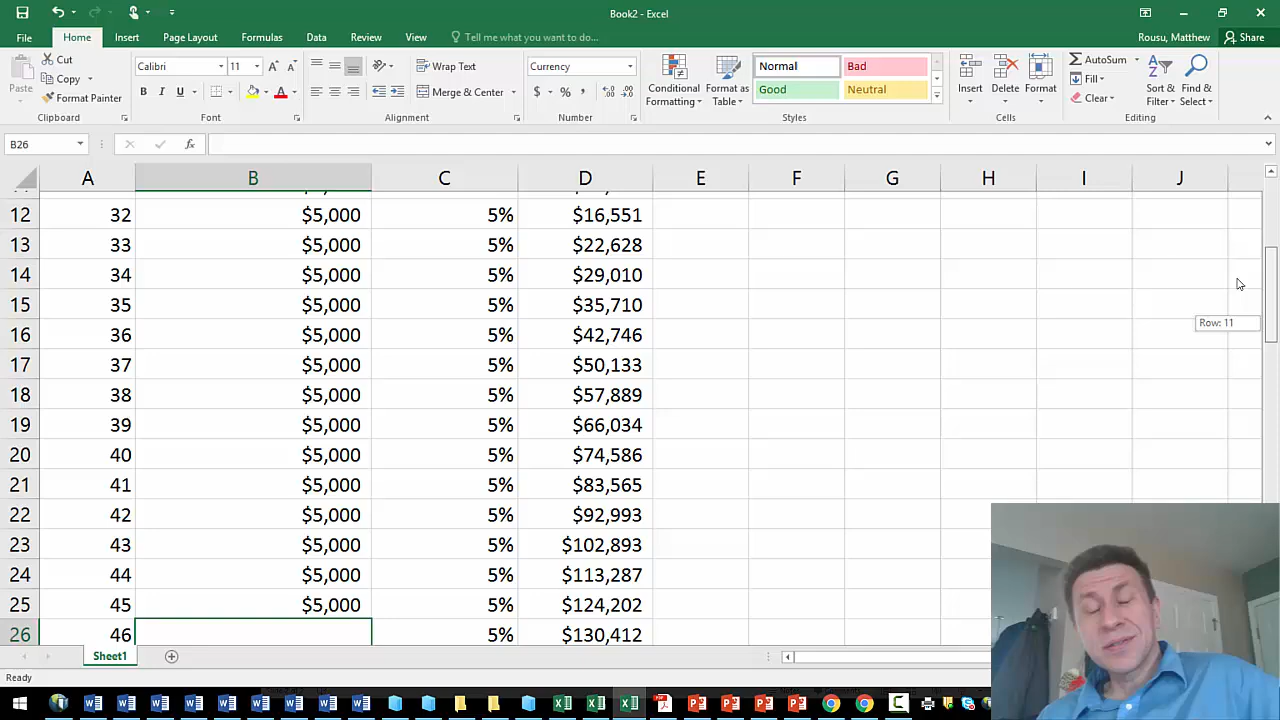 Book2 - Excel
File Home Insert Page Layout Formulas Data Review View Tell me what you want to do... Rousu, Matthew Share
Paste Cut Copy Format Painter Clipboard
Calibri 11 B I U Font
Wrap Text Merge & Center Alignment
Currency $ % Number
Conditional Formatting Format as Table Normal Bad Good Neutral Styles
Insert Delete Format Cells
AutoSum Fill Clear Sort & Filter Find & Select Editing
B26 fx
A B C D E F G H I J
12 32 $5,000 5% $16,551
13 33 $5,000 5% $22,628
14 34 $5,000 5% $29,010
15 35 $5,000 5% $35,710
16 36 $5,000 5% $42,746
17 37 $5,000 5% $50,133
18 38 $5,000 5% $57,889
19 39 $5,000 5% $66,034
20 40 $5,000 5% $74,586
21 41 $5,000 5% $83,565
22 42 $5,000 5% $92,993
23 43 $5,000 5% $102,893
24 44 $5,000 5% $113,287
25 45 $5,000 5% $124,202
26 46 5% $130,412
Row: 11
Sheet1
Ready